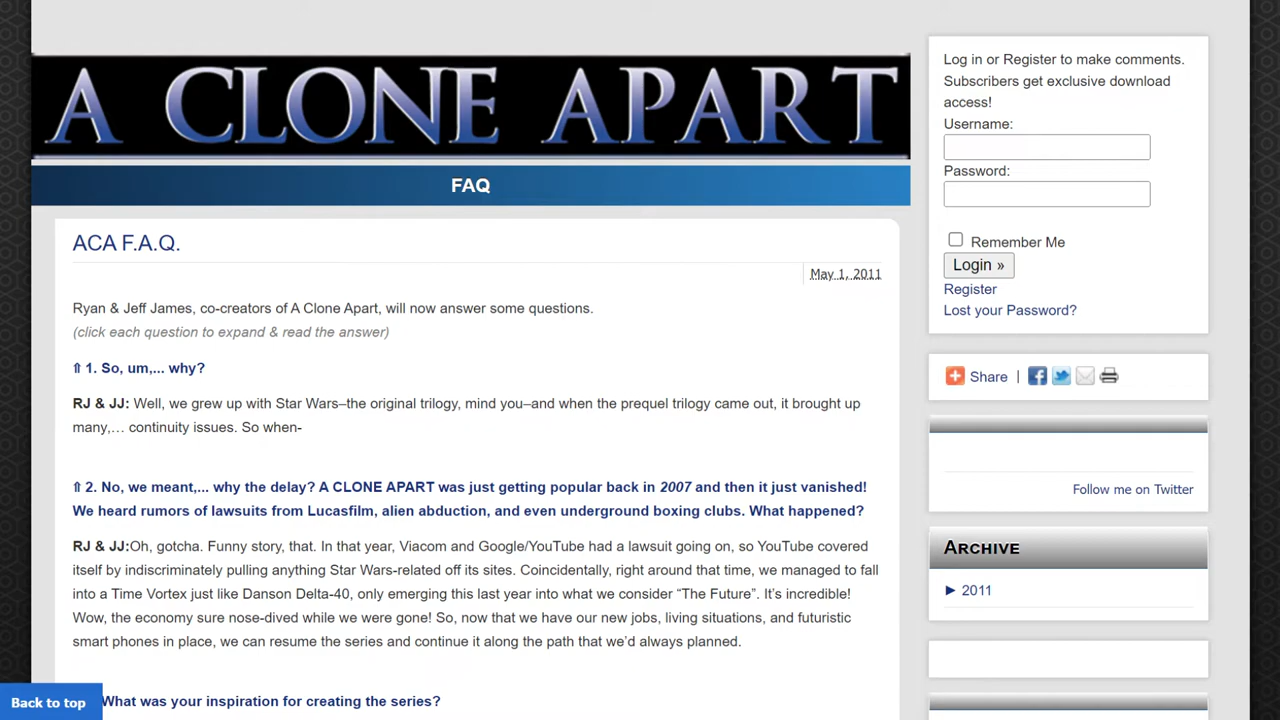 A CLONE APART
FAQ
ACA F.A.Q.
May 1, 2011
Ryan & Jeff James, co-creators of A Clone Apart, will now answer some questions.
(click each question to expand & read the answer)
⇑ 1. So, um,... why?
RJ & JJ: Well, we grew up with Star Wars–the original trilogy, mind you–and when the prequel trilogy came out, it brought up
many,… continuity issues. So when-
⇑ 2. No, we meant,... why the delay? A CLONE APART was just getting popular back in 2007 and then it just vanished!
We heard rumors of lawsuits from Lucasfilm, alien abduction, and even underground boxing clubs. What happened?
RJ & JJ:Oh, gotcha. Funny story, that. In that year, Viacom and Google/YouTube had a lawsuit going on, so YouTube covered
itself by indiscriminately pulling anything Star Wars-related off its sites. Coincidentally, right around that time, we managed to fall
into a Time Vortex just like Danson Delta-40, only emerging this last year into what we consider “The Future”. It’s incredible!
Wow, the economy sure nose-dived while we were gone! So, now that we have our new jobs, living situations, and futuristic
smart phones in place, we can resume the series and continue it along the path that we’d always planned.
What was your inspiration for creating the series?
Back to top
Log in or Register to make comments.
Subscribers get exclusive download
access!
Username:
Password:
Remember Me
Login »
Register
Lost your Password?
Share |
Follow me on Twitter
Archive
► 2011